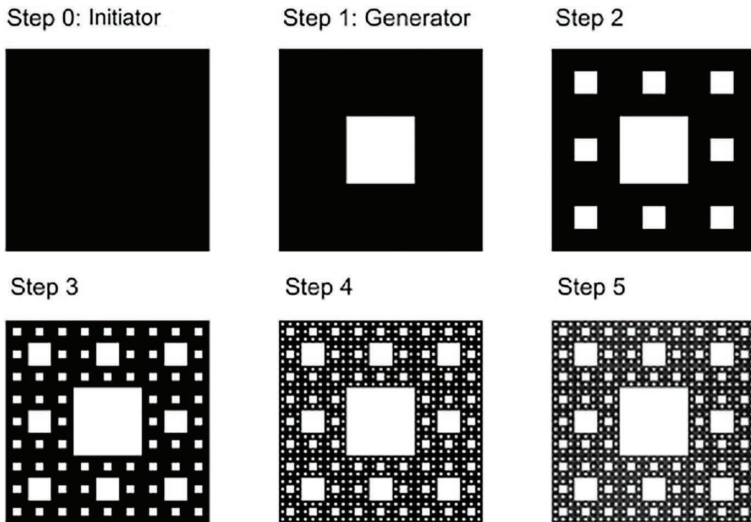 Step 0: Initiator
Step 1: Generator
Step 2
Step 3
Step 4
Step 5